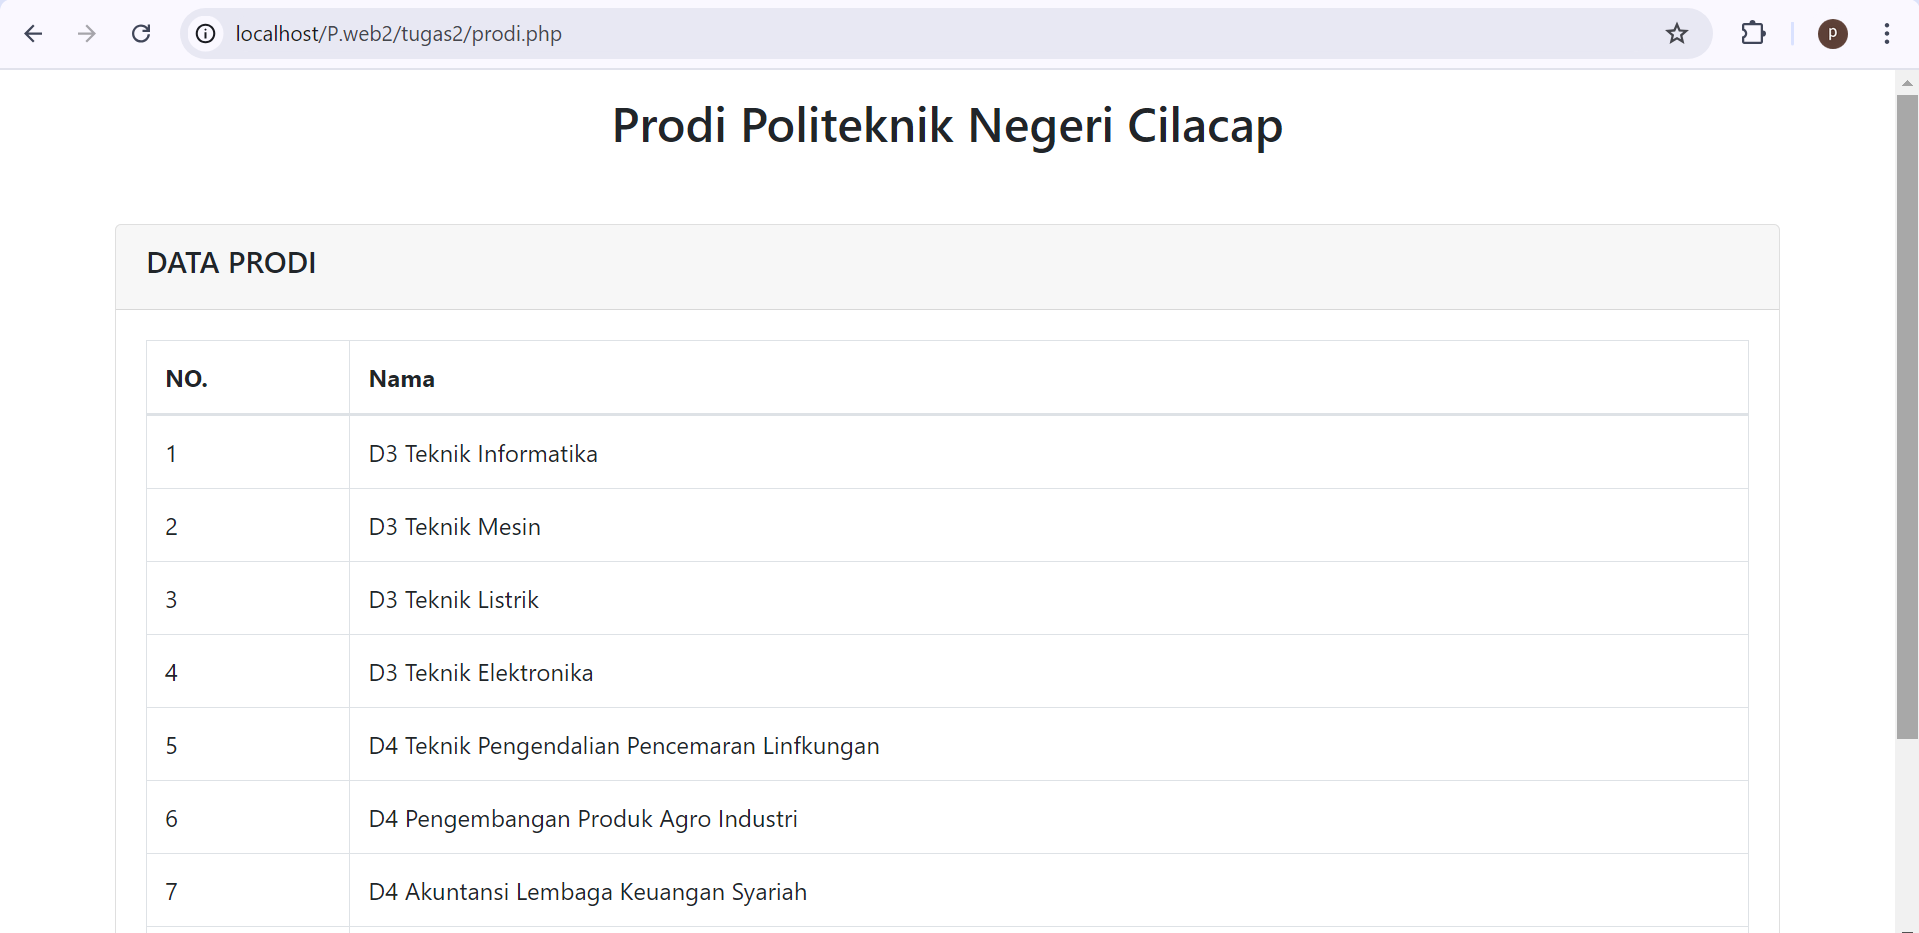 localhost/P.web2/tugas2/prodi.php
P
Prodi Politeknik Negeri Cilacap
DATA PRODI
NO. Nama
1 D3 Teknik Informatika
2 D3 Teknik Mesin
3 D3 Teknik Listrik
4 D3 Teknik Elektronika
5 D4 Teknik Pengendalian Pencemaran Linfkungan
6 D4 Pengembangan Produk Agro Industri
7 D4 Akuntansi Lembaga Keuangan Syariah